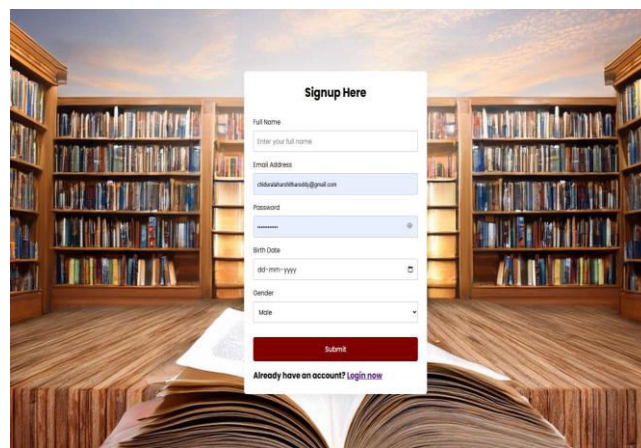 Signup Here
Full Name
Enter your full name
Email Address
Password
Birth Date
dd-mm-yyyy
Gender
Male
Submit
Already have an account? Login now